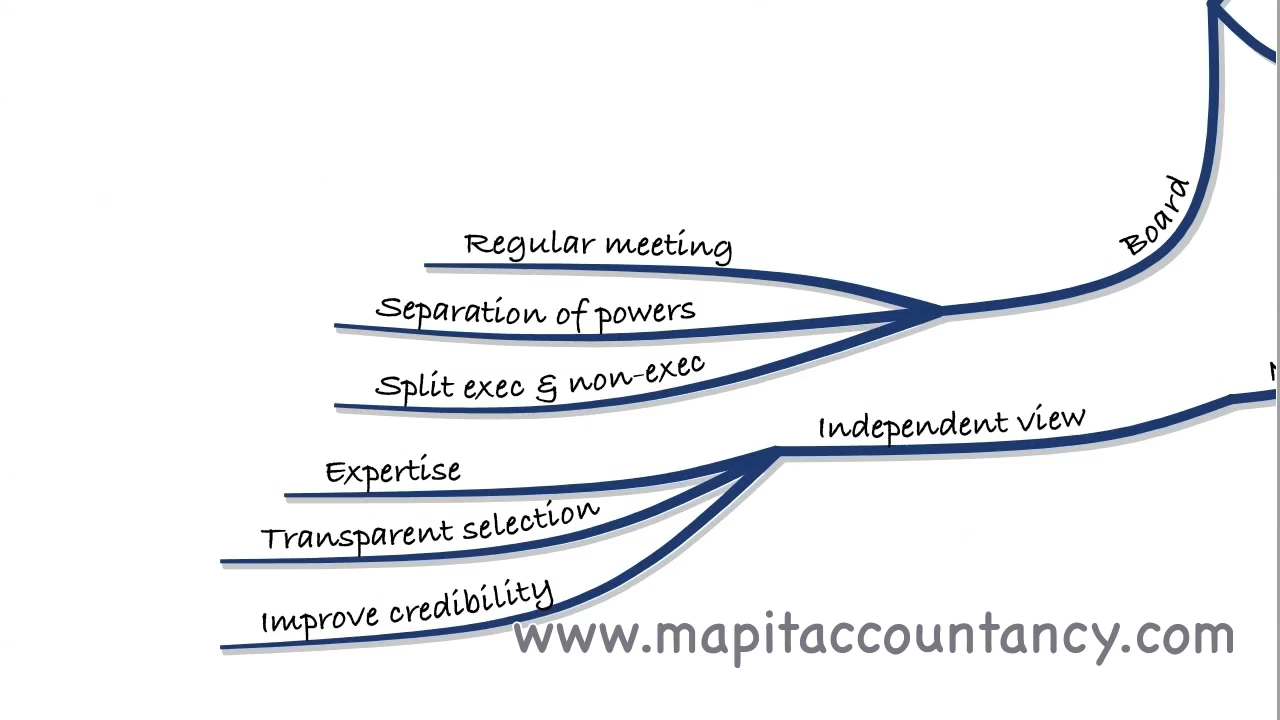 Board
Regular meeting
Separation of powers
Split exec & non-exec
Independent view
Expertise
Transparent selection
Improve credibility
www.mapitaccountancy.com